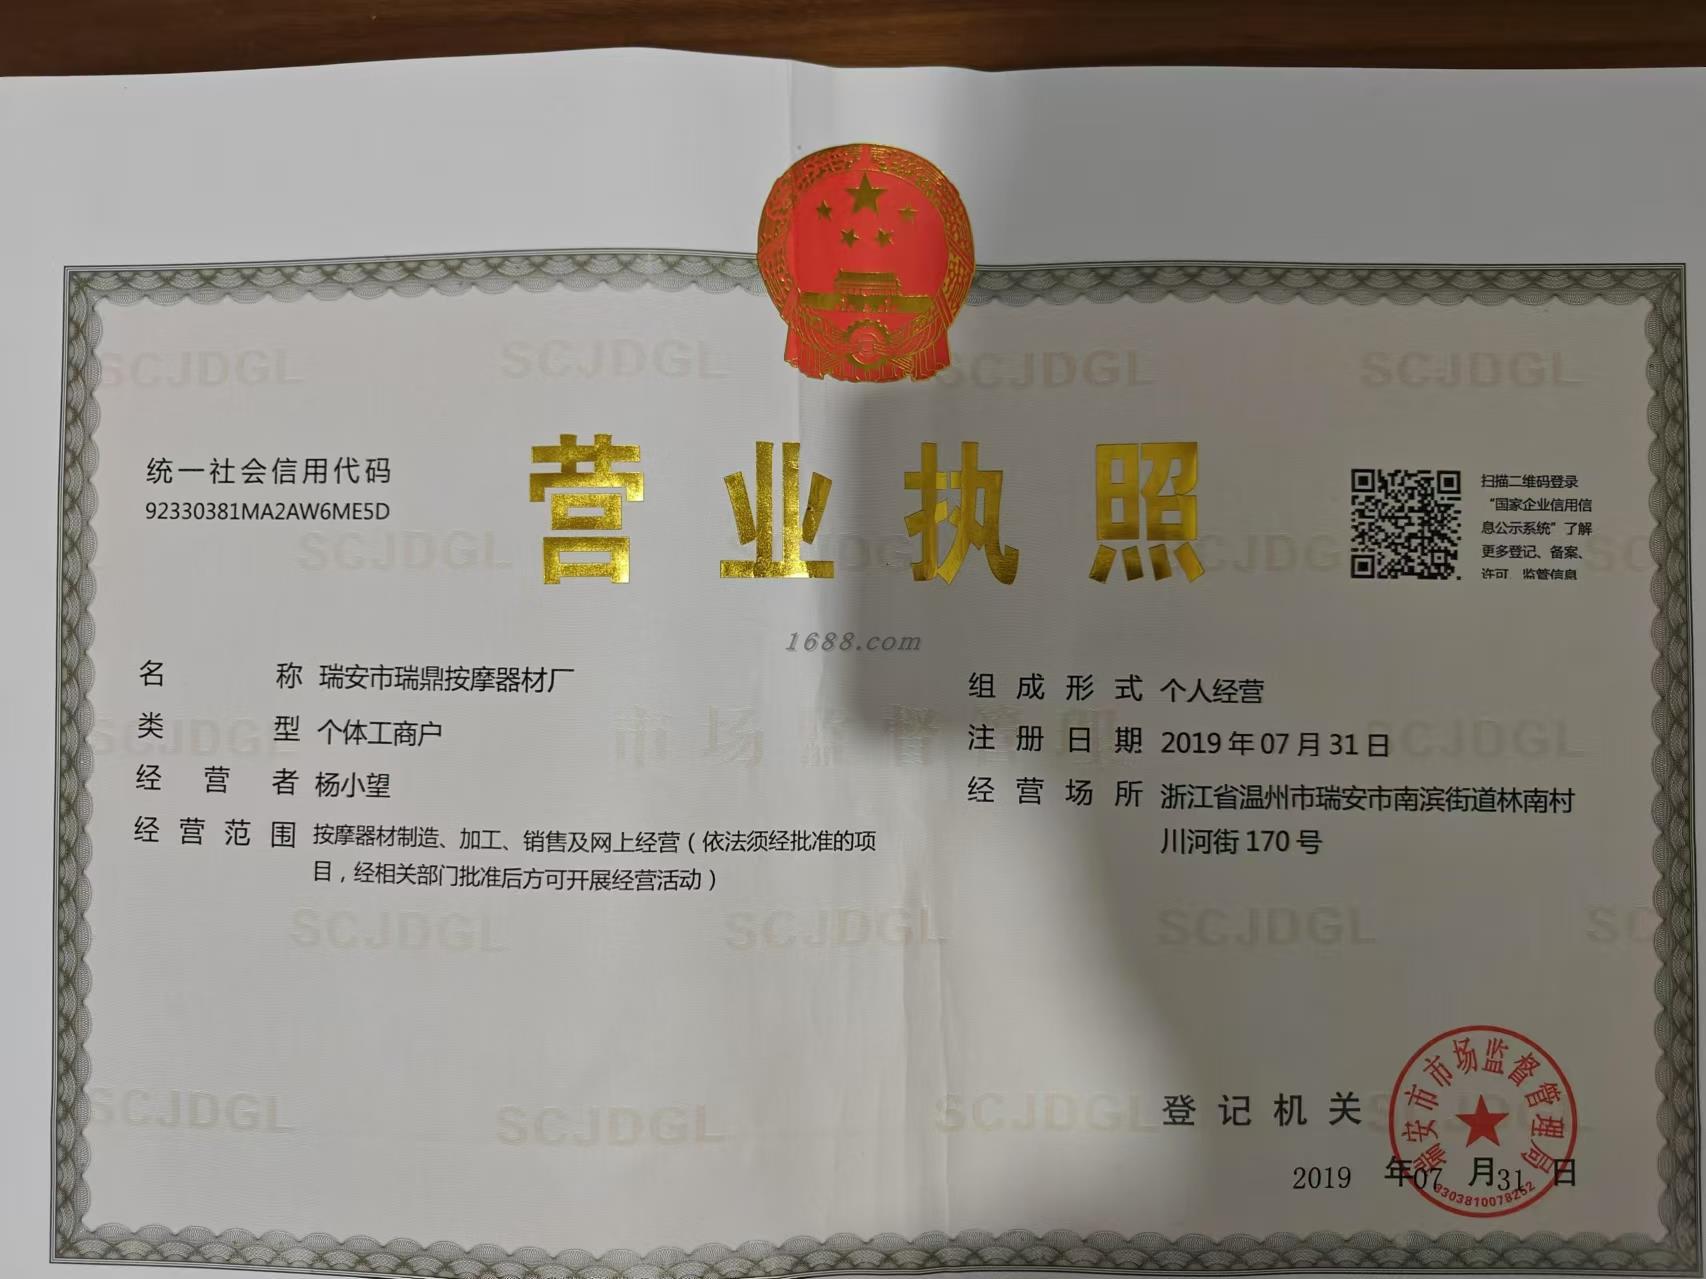 营业执照
统一社会信用代码
92330381MA2AW6ME5D
扫描二维码登录
“国家企业信用信
息公示系统”了解
更多登记、备案、
许可、监管信息
1688.com
名称 瑞安市瑞鼎按摩器材厂
类型 个体工商户
经营者 杨小望
经营范围 按摩器材制造、加工、销售及网上经营（依法须经批准的项
目，经相关部门批准后方可开展经营活动）
组成形式 个人经营
注册日期 2019年07月31日
经营场所 浙江省温州市瑞安市南滨街道林南村
川河街170号
SCJDGL
市场监督管理
登记机关
瑞安市市场监督管理局
2019 年07 月31 日
3303810078252